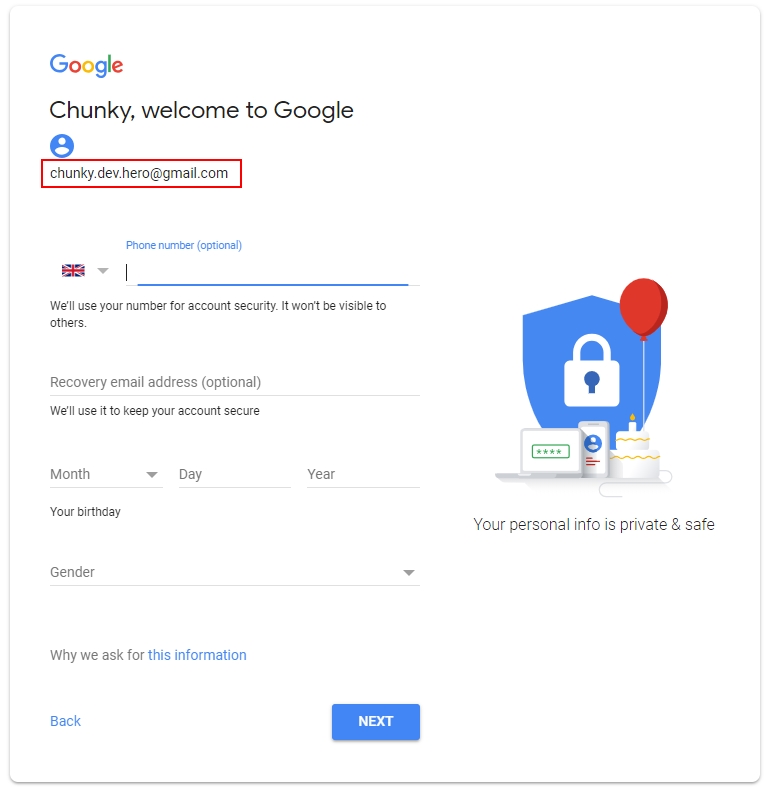 Google
Chunky, welcome to Google
chunky.dev.hero@gmail.com
Phone number (optional)
We'll use your number for account security. It won't be visible to
others.
Recovery email address (optional)
We'll use it to keep your account secure
Month Day Year
Your birthday
Gender
****
Your personal info is private & safe
Why we ask for this information
Back NEXT